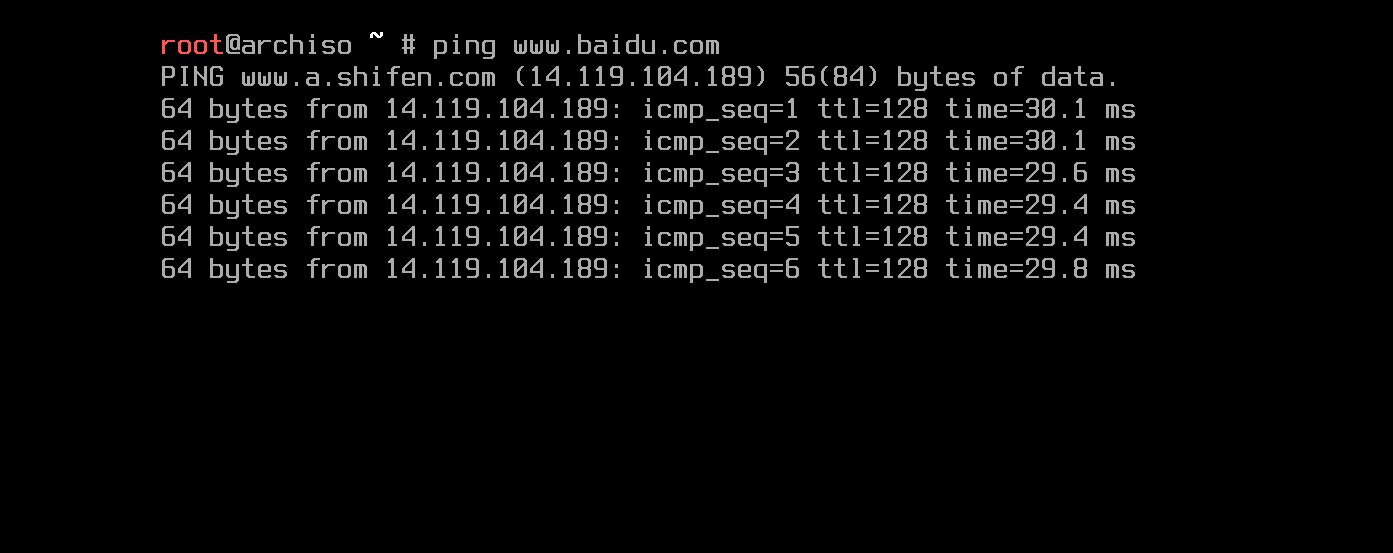 root@archiso ~ # ping www.baidu.com
PING www.a.shifen.com (14.119.104.189) 56(84) bytes of data.
64 bytes from 14.119.104.189: icmp_seq=1 ttl=128 time=30.1 ms
64 bytes from 14.119.104.189: icmp_seq=2 ttl=128 time=30.1 ms
64 bytes from 14.119.104.189: icmp_seq=3 ttl=128 time=29.6 ms
64 bytes from 14.119.104.189: icmp_seq=4 ttl=128 time=29.4 ms
64 bytes from 14.119.104.189: icmp_seq=5 ttl=128 time=29.4 ms
64 bytes from 14.119.104.189: icmp_seq=6 ttl=128 time=29.8 ms